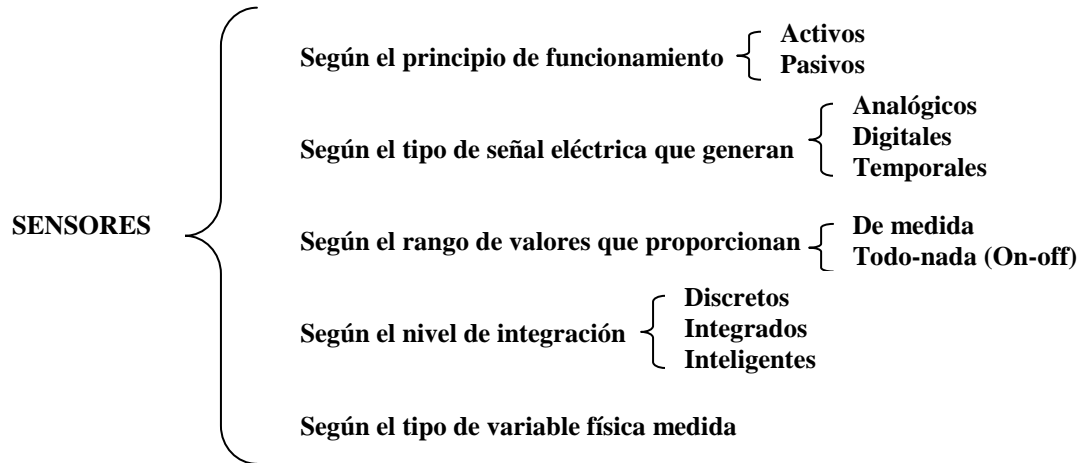 SENSORES
Según el principio de funcionamiento
Activos
Pasivos
Según el tipo de señal eléctrica que generan
Analógicos
Digitales
Temporales
Según el rango de valores que proporcionan
De medida
Todo-nada (On-off)
Según el nivel de integración
Discretos
Integrados
Inteligentes
Según el tipo de variable física medida